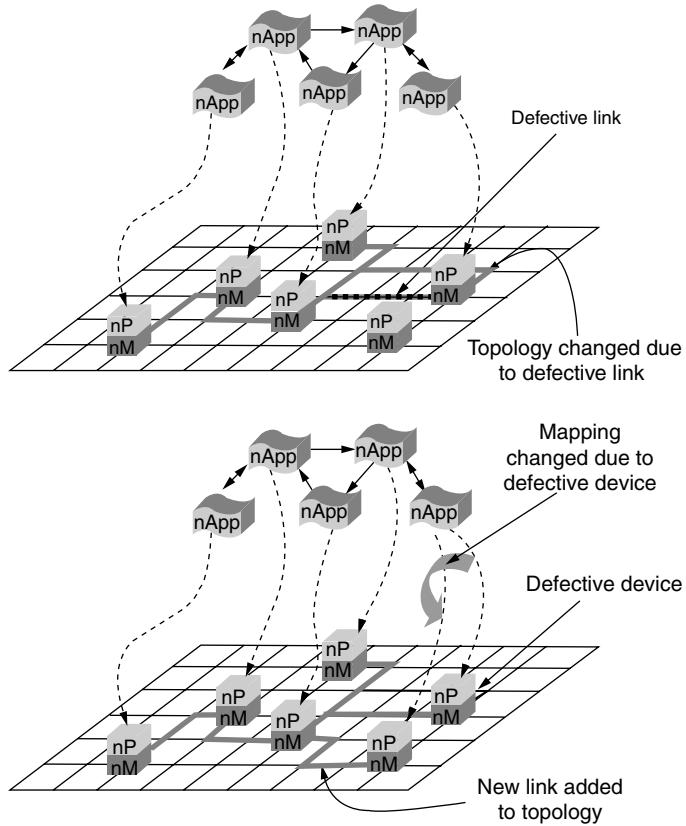 nApp
nApp
nApp
nApp
nApp
Defective link
nP
nM
nP
nM
nP
nM
nP
nM
nP
nM
nP
nM
Topology changed due
to defective link
Mapping
changed due to
defective device
nApp
nApp
nApp
nApp
nApp
Defective device
nP
nM
nP
nM
nP
nM
nP
nM
nP
nM
nP
nM
New link added
to topology